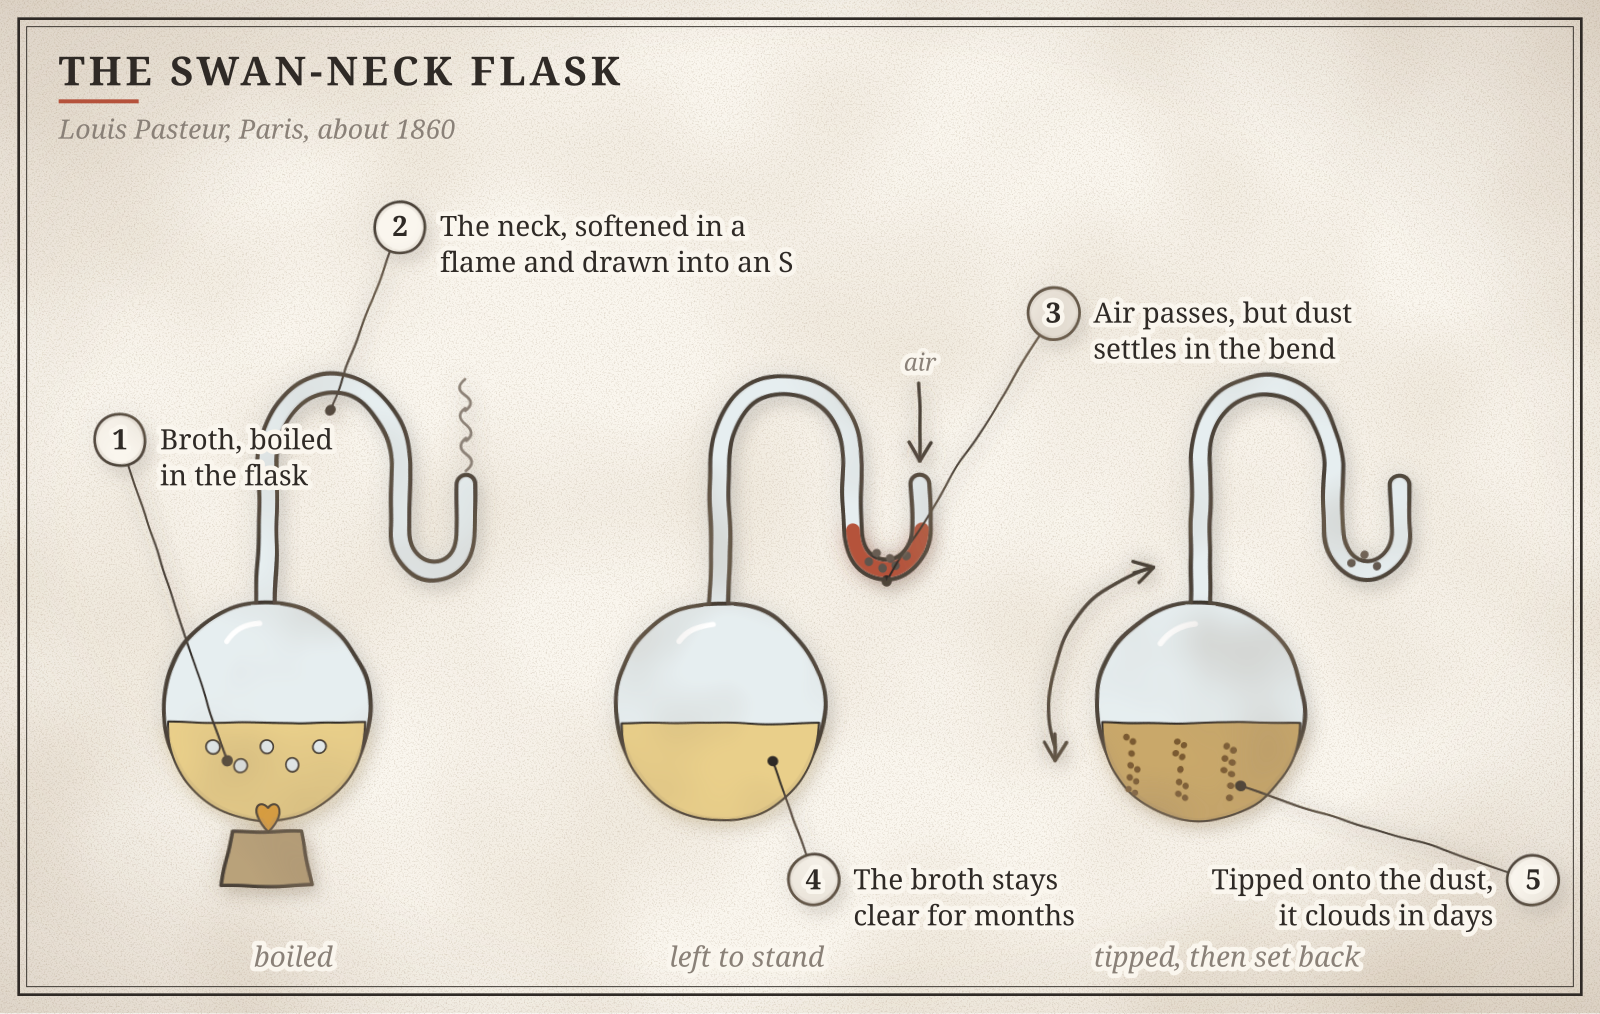 THE SWAN-NECK FLASK
Louis Pasteur, Paris, about 1860
1
Broth, boiled
in the flask
2
The neck, softened in a
flame and drawn into an S
air
3
Air passes, but dust
settles in the bend
4
The broth stays
clear for months
Tipped onto the dust,
it clouds in days
5
boiled
left to stand
tipped, then set back